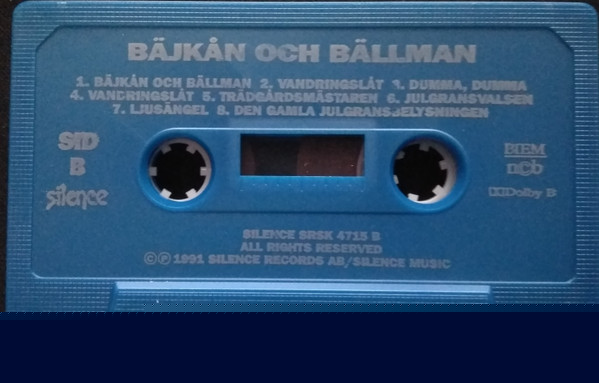 BÄJKÅN OCH BÄLLMAN
1. BÄJKÅN OCH BÄLLMAN 2. VANDRINGSLÅT 3. DUMMA, DUMMA
4. VANDRINGSLÅT 5. TRÄDGÅRDSMÄSTAREN 6. JULGRANSVALSEN
7. LJUSÄNGEL 8. DEN GAMLA JULGRANSBELYSNINGEN
SID
B
silence
BIEM
ncb
Dolby B
SILENCE SRSK 4715 B
ALL RIGHTS RESERVED
© ℗ 1991 SILENCE RECORDS AB/SILENCE MUSIC